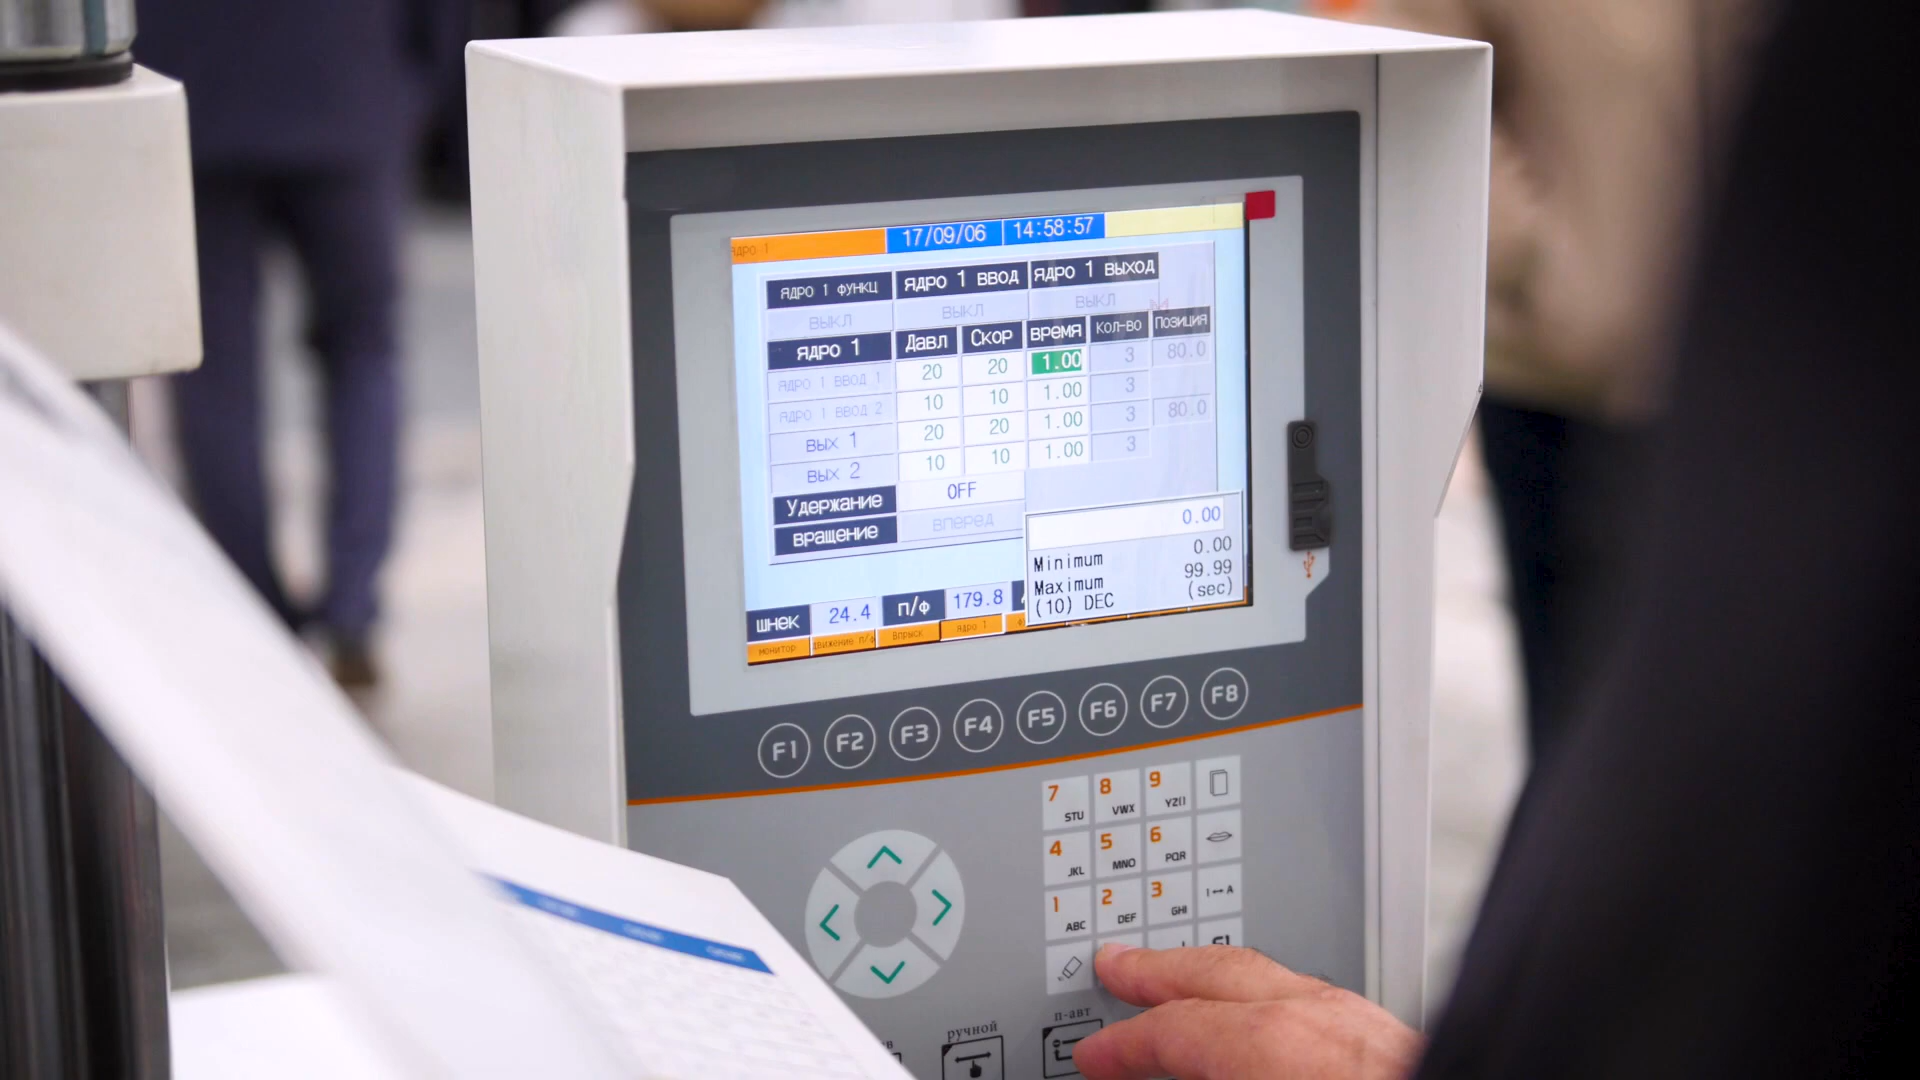 ядро 1 17/09/06 14:58:57
ядро 1 функц ядро 1 ввод ядро 1 выход
выкл выкл выкл
ядро 1 Давл Скор время Кол-во Позиция
ядро 1 ввод 1 20 20 1.00 3 80.0
ядро 1 ввод 2 10 10 1.00 3
вых 1 20 20 1.00 3 80.0
вых 2 10 10 1.00 3
Удержание OFF
вращение вперед
0.00
Minimum 0.00
Maximum 99.99
(10) DEC (sec)
шнек 24.4 п/ф 179.8
монитор движение п/ф Впрыск ядро 1
F1 F2 F3 F4 F5 F6 F7 F8
7 STU 8 VWX 9 YZ[]
4 JKL 5 MNO 6 PQR
1 ABC 2 DEF 3 GHI 1↔A
ручной п-авт